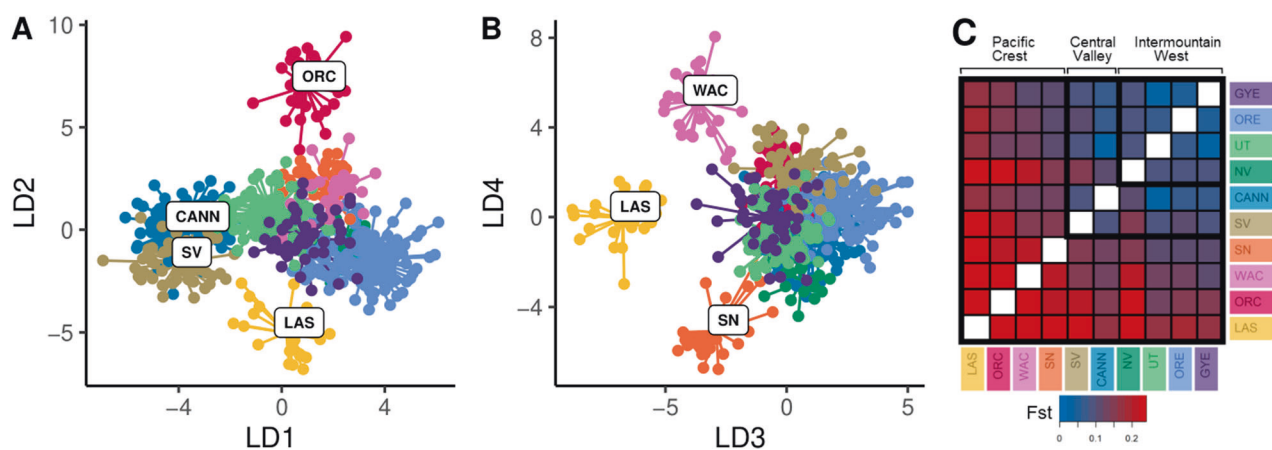 A
10
5
0
−5
LD2
ORC
CANN
SV
LAS
−4
0
4
LD1
B
8
4
0
−4
LD4
WAC
LAS
SN
−5
0
5
LD3
C
Pacific
Crest
Central
Valley
Intermountain
West
GYE
ORE
UT
NV
CANN
SV
SN
WAC
ORC
LAS
LAS
ORC
WAC
SN
SV
CANN
NV
UT
ORE
GYE
Fst
0
0.1
0.2